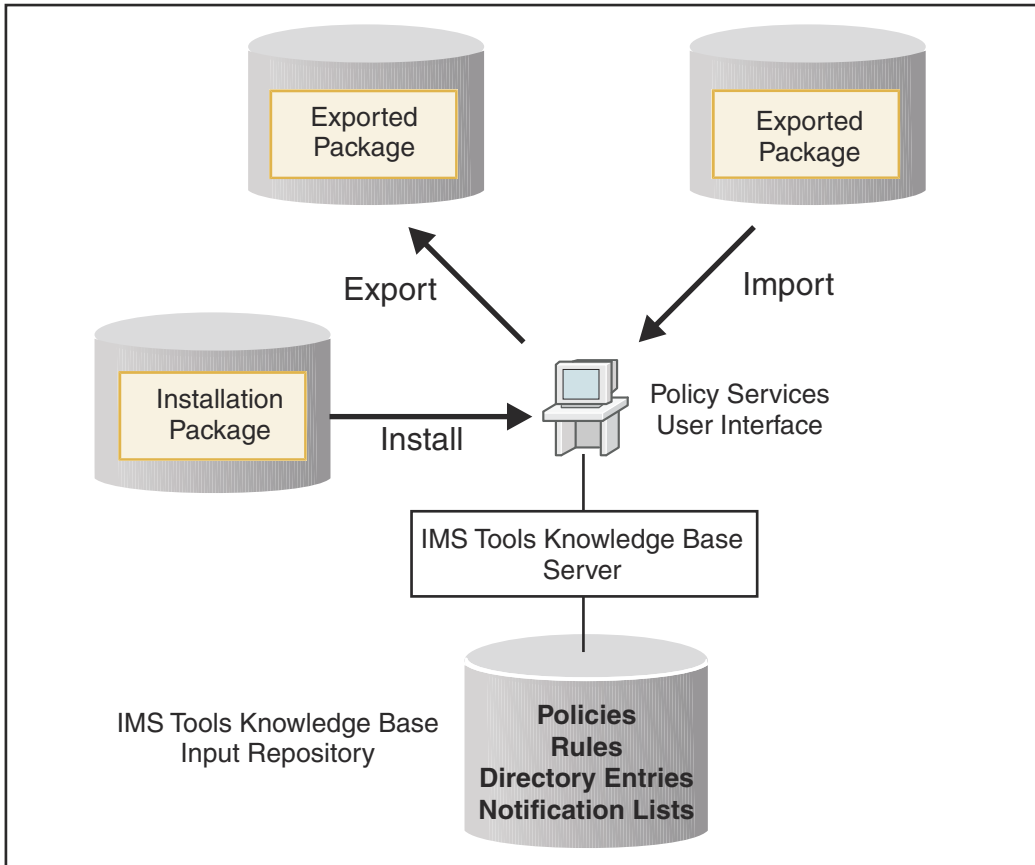 Exported
Package
Exported
Package
Export
Import
Installation
Package
Install
Policy Services
User Interface
IMS Tools Knowledge Base
Server
IMS Tools Knowledge Base
Input Repository
Policies
Rules
Directory Entries
Notification Lists